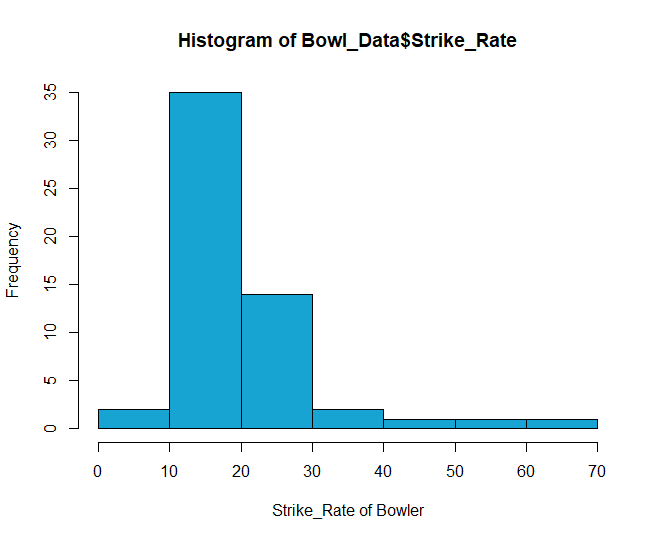 Histogram of Bowl_Data$Strike_Rate
Frequency
35
30
25
20
15
10
5
0
0 10 20 30 40 50 60 70
Strike_Rate of Bowler